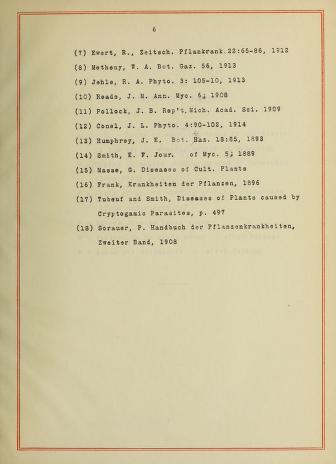 6
(7) Ewert, R., Zeitsch. Pflankrank.22:65-86, 1912
(8) Matheny, W. A. Bot. Gaz. 56, 1913
(9) Jehle, R. A. Phyto. 3: 105-10, 1913
(10) Reade, J. M. Ann. Myc. 6; 1908
(11) Pollock, J. B. Rep't,Mich. Acad. Sci. 1909
(12) Conel, J. L. Phyto. 4:90-102, 1914
(13) Humphrey, J. E. Bot. Gas. 18:85, 1893
(14) Smith, E. F. Jour. of Myc. 5; 1889
(15) Masse, G. Diseases of Cult. Plants
(16) Frank, Krankheiten der Pflanzen, 1896
(17) Tubeuf and Smith, Diseases of Plants caused by
Cryptogamic Parasites, p. 497
(18) Sorauer, P. Handbuch der Pflanzenkrankheiten,
Zweiter Band, 1908